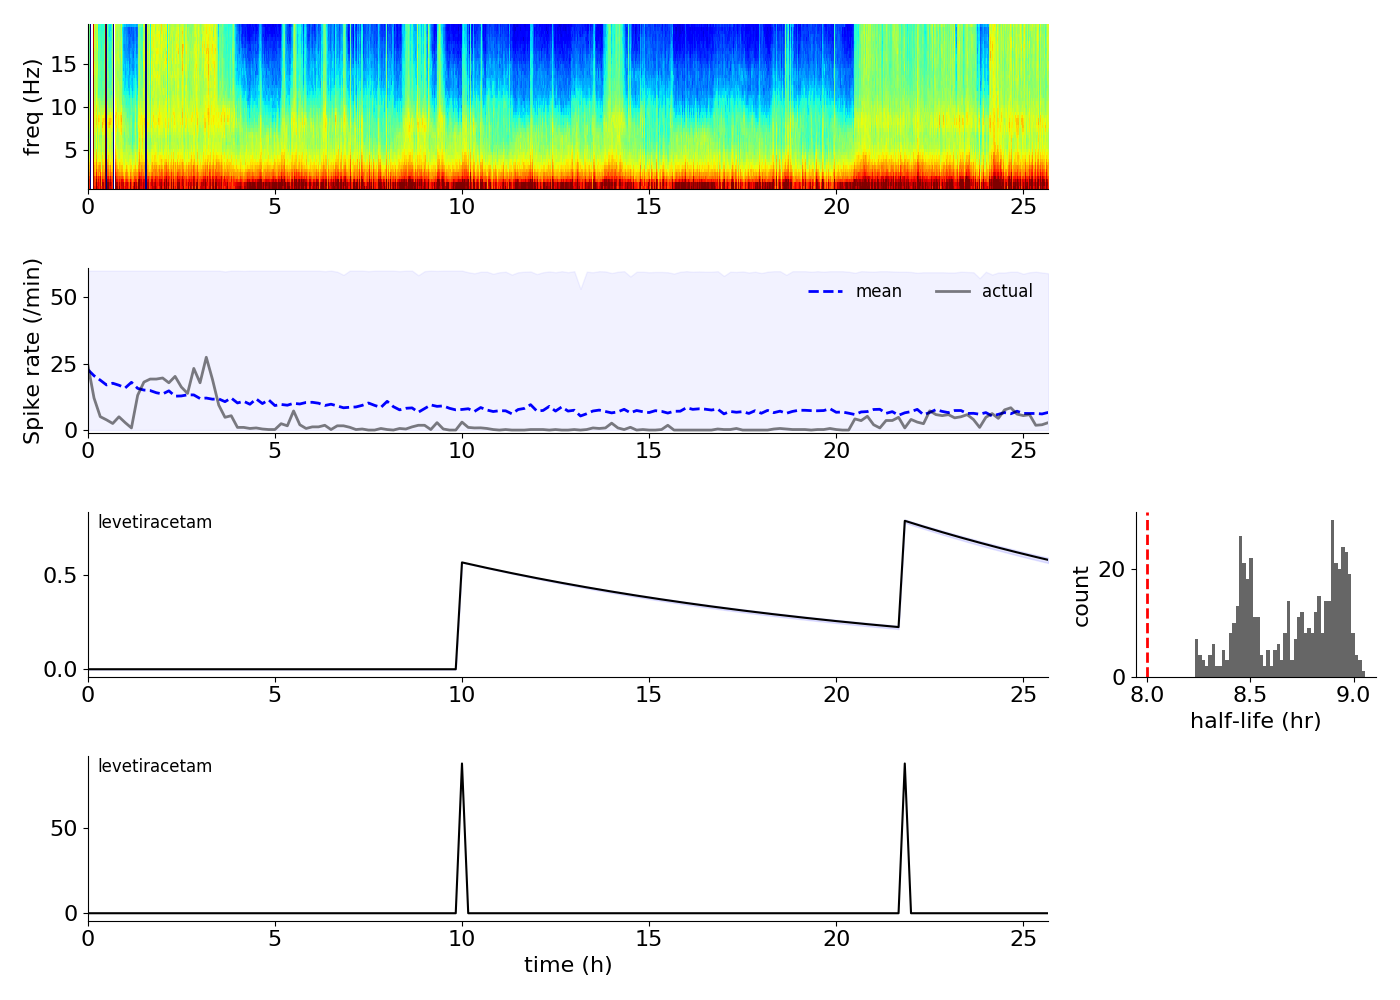 freq (Hz)
15
10
5
0 5 10 15 20 25
Spike rate (/min)
50
25
0
mean actual
0 5 10 15 20 25
levetiracetam
0.5
0.0
0 5 10 15 20 25
count
20
0
8.0 8.5 9.0
half-life (hr)
levetiracetam
50
0
0 5 10 15 20 25
time (h)